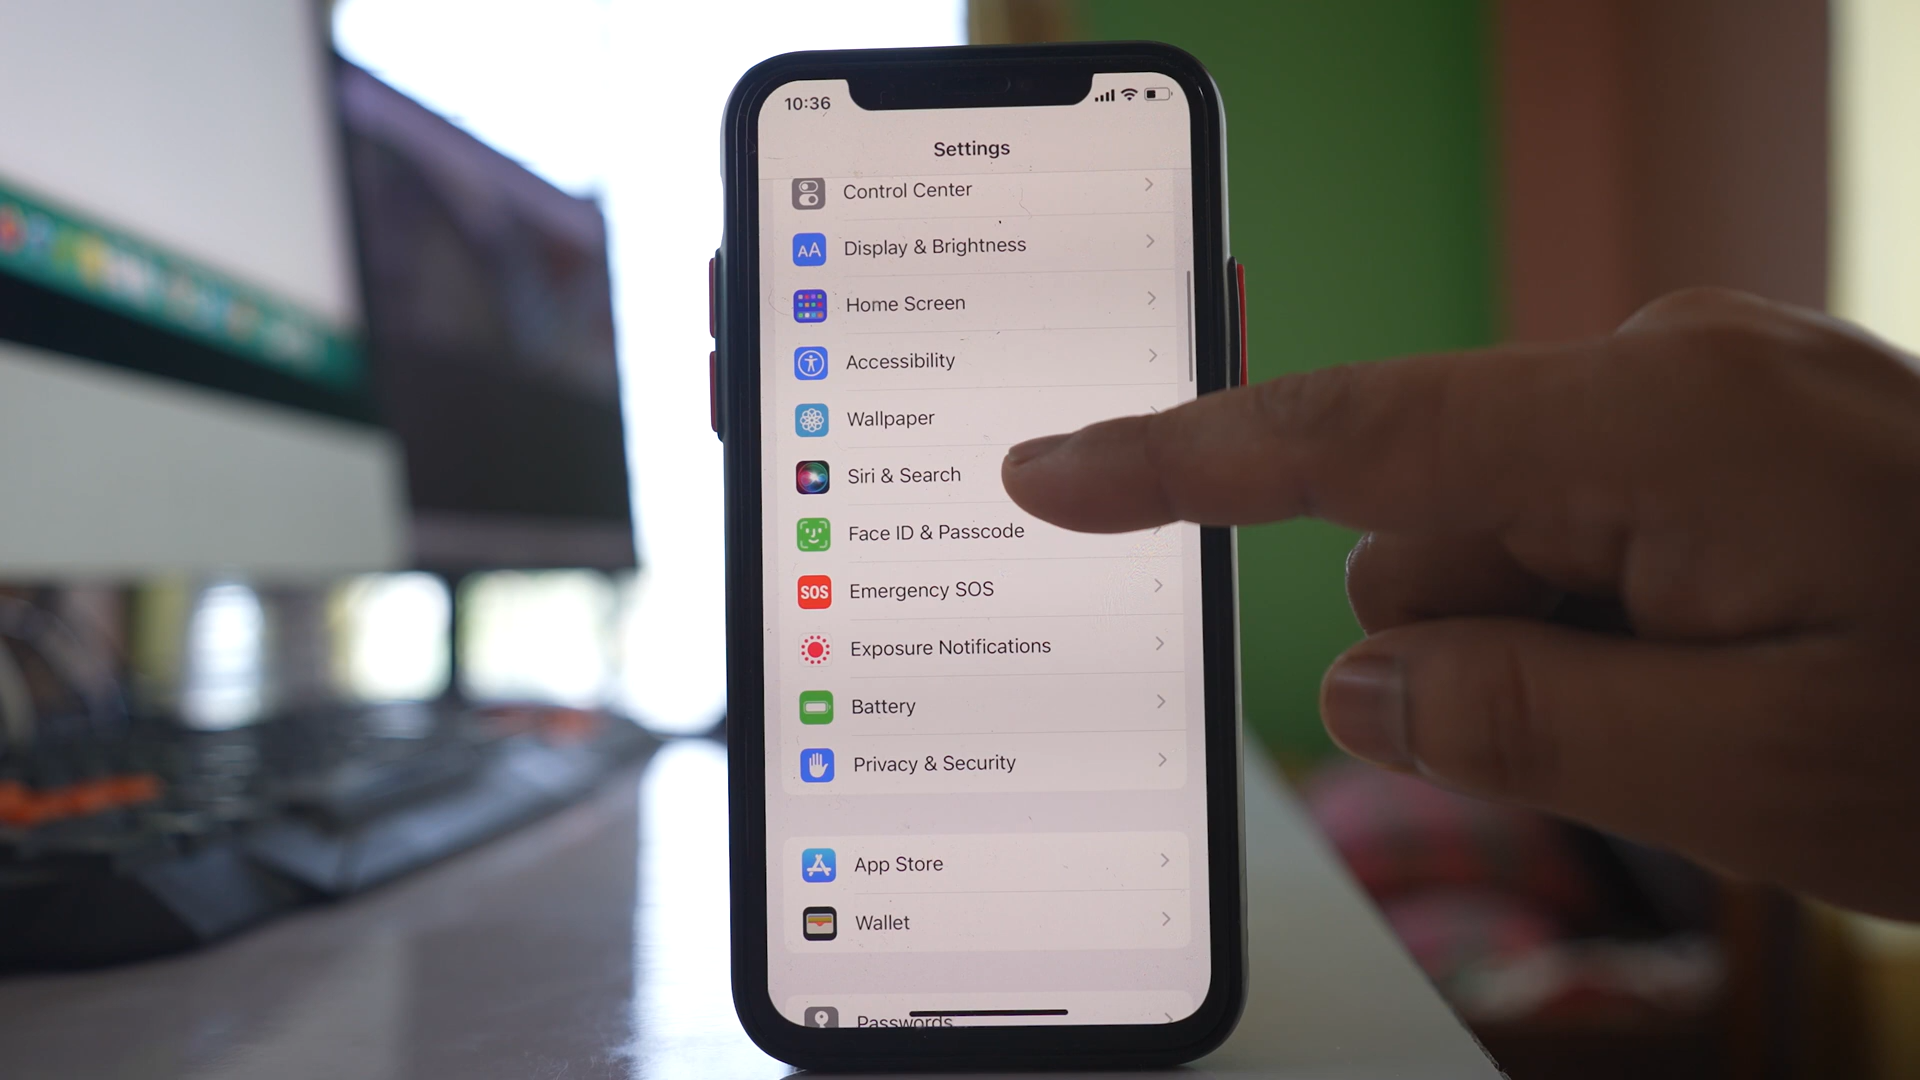 10:36
Settings
Control Center
AA Display & Brightness
Home Screen
Accessibility
Wallpaper
Siri & Search
Face ID & Passcode
SOS Emergency SOS
Exposure Notifications
Battery
Privacy & Security
App Store
Wallet
Passwords